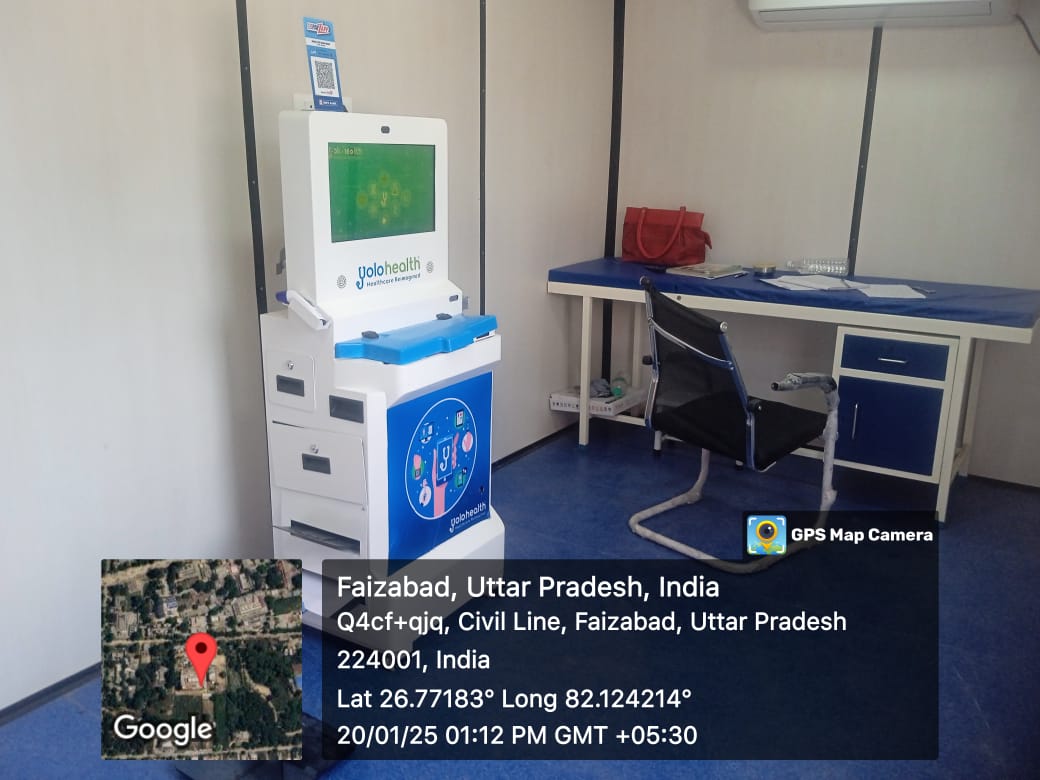 yolohealth
Healthcare Reimagined
yolohealth
GPS Map Camera
Faizabad, Uttar Pradesh, India
Q4cf+qjq, Civil Line, Faizabad, Uttar Pradesh
224001, India
Lat 26.77183° Long 82.124214°
20/01/25 01:12 PM GMT +05:30
Google